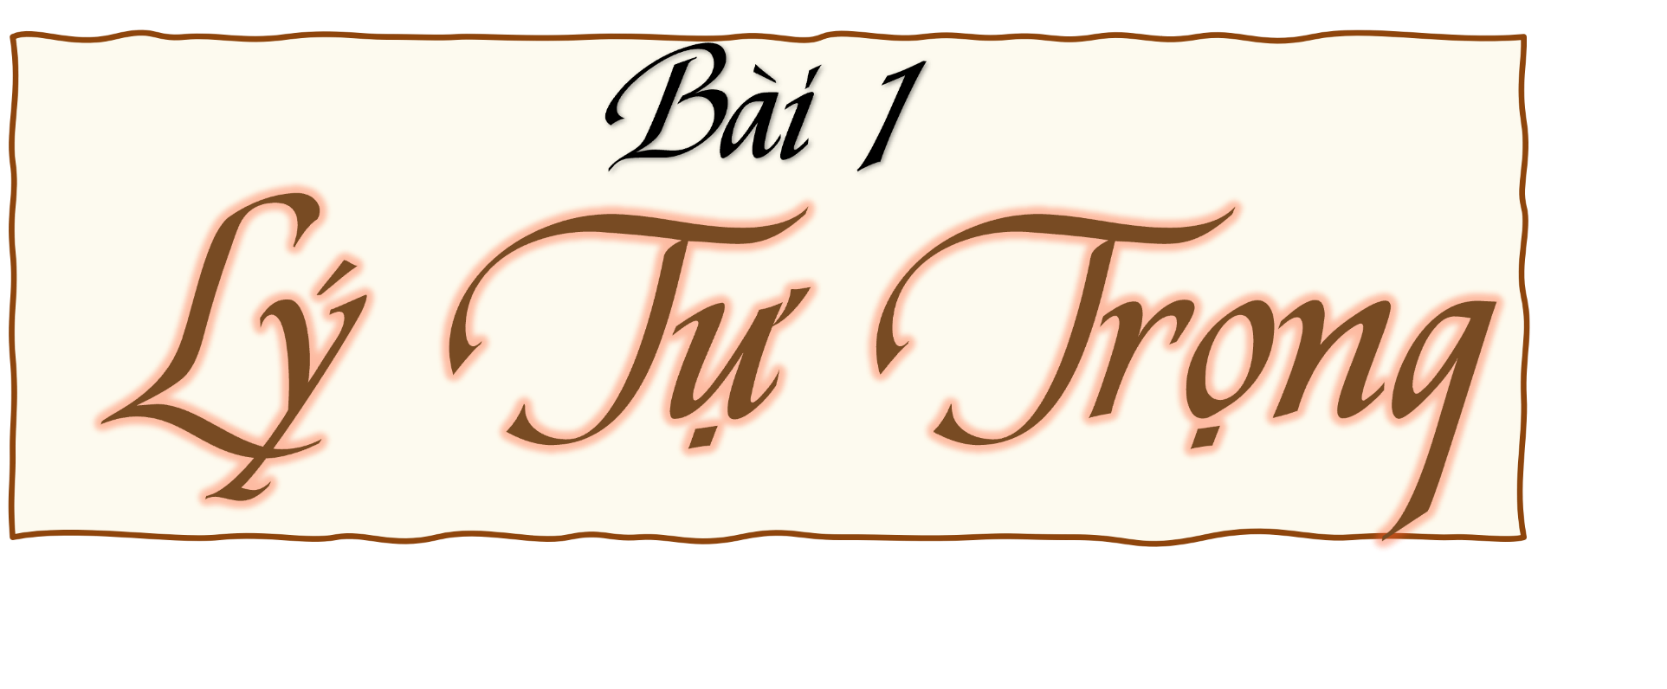 Bài 1
Lý Tự Trọng